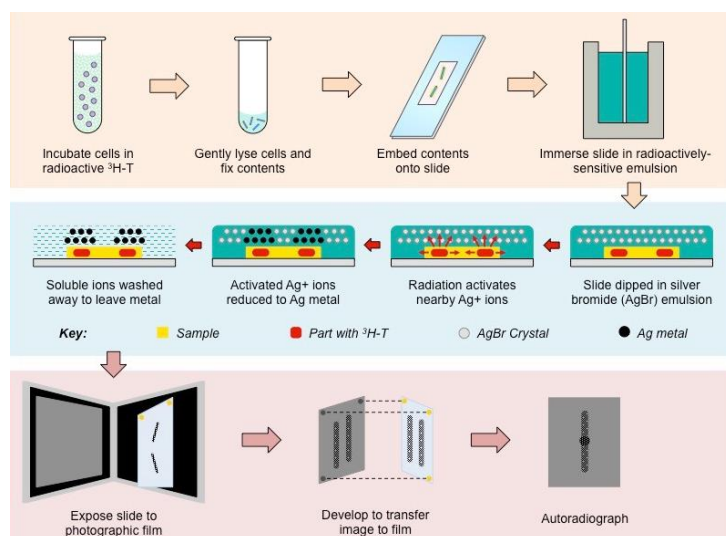 Incubate cells in
radioactive ³H-T
Gently lyse cells and
fix contents
Embed contents
onto slide
Immerse slide in radioactively-
sensitive emulsion
Soluble ions washed
away to leave metal
Activated Ag+ ions
reduced to Ag metal
Radiation activates
nearby Ag+ ions
Slide dipped in silver
bromide (AgBr) emulsion
Key:
Sample
Part with ³H-T
AgBr Crystal
Ag metal
Expose slide to
photographic film
Develop to transfer
image to film
Autoradiograph